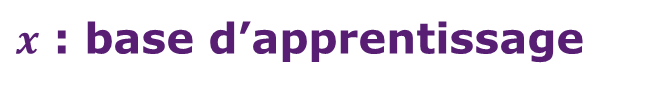 x : base d’apprentissage